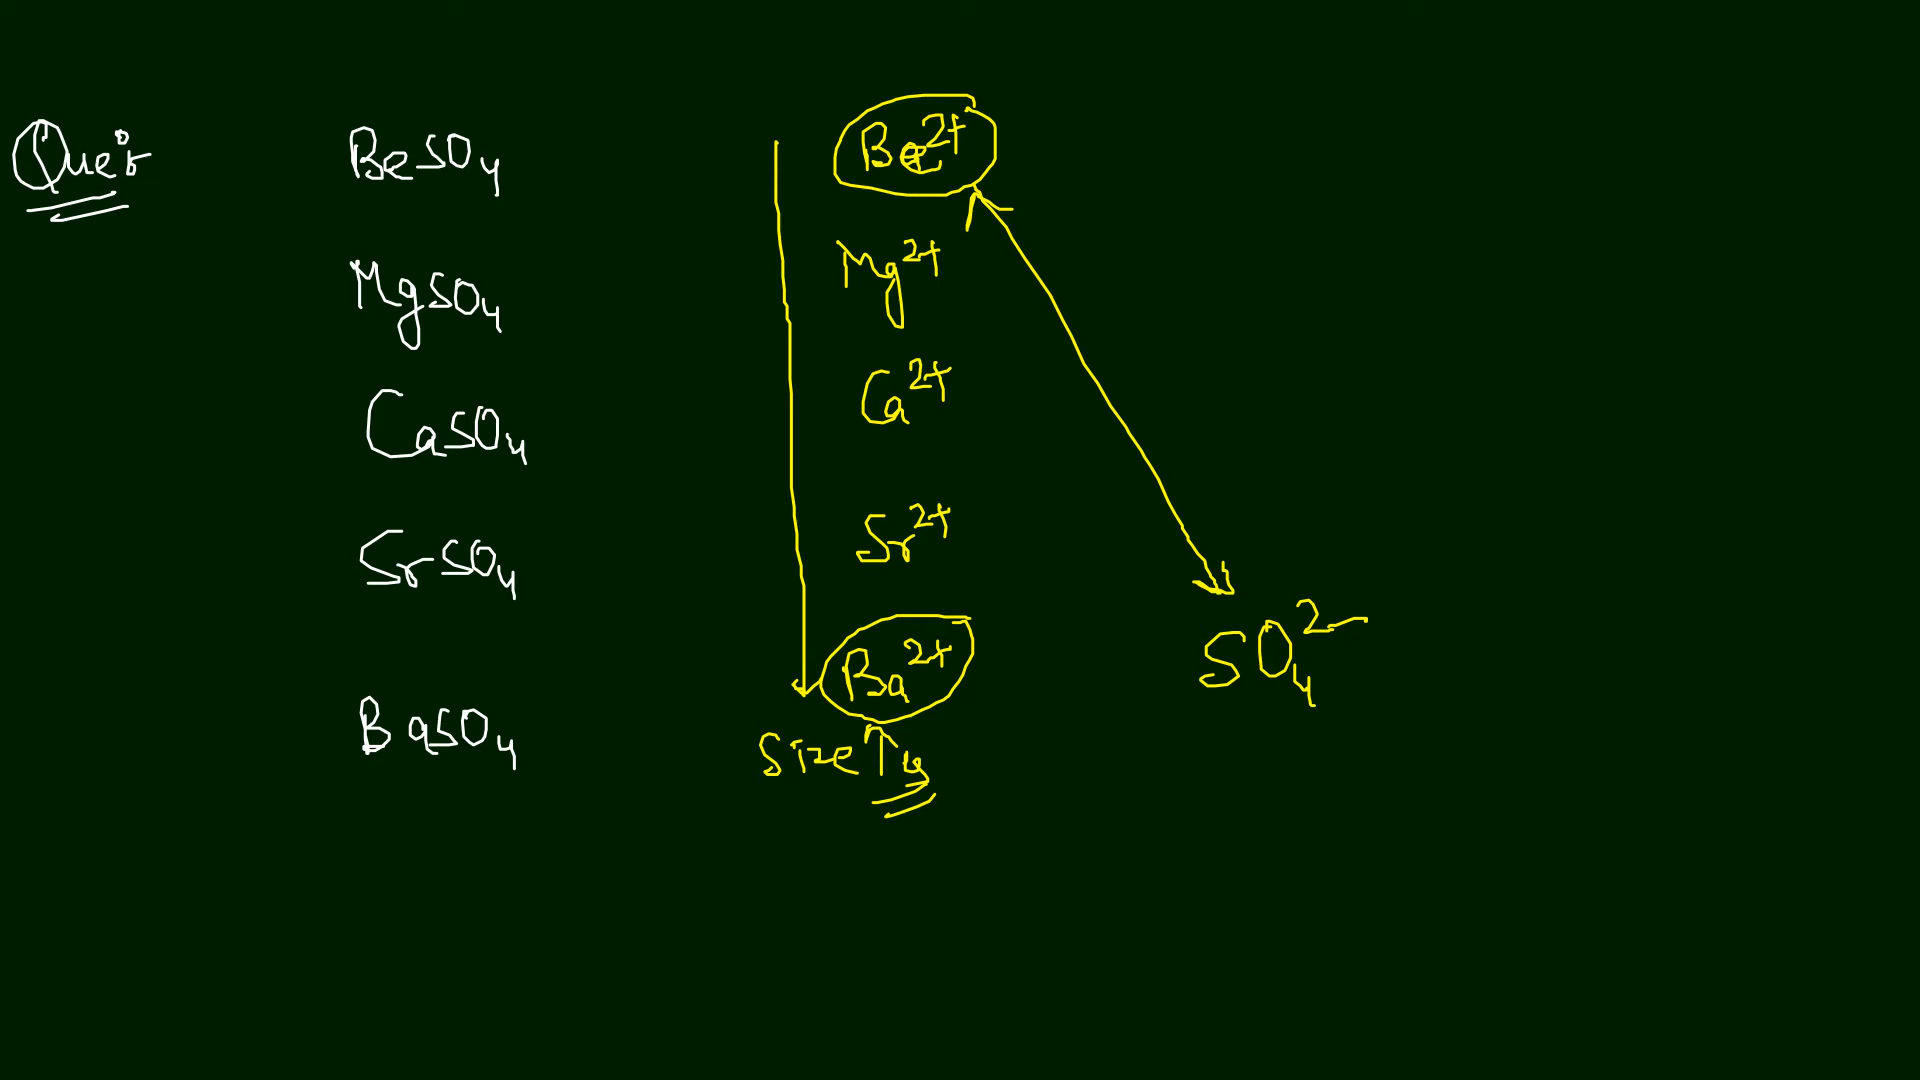 Que:
BeSO4 Be2+
MgSO4 Mg2+
CaSO4 Ca2+
SrSO4 Sr2+
BaSO4 Ba2+ SO4 2-
Size ↑